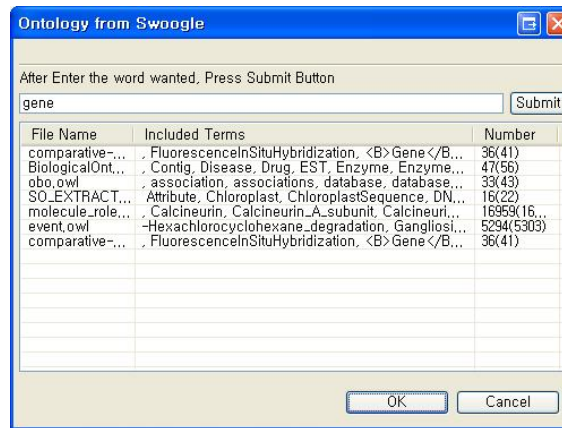 Ontology from Swoogle
After Enter the word wanted, Press Submit Button
gene Submit
File Name Included Terms Number
comparative-... , FluorescenceInSituHybridization, <B>Gene</B... 36(41)
BiologicalOnt... , Contig, Disease, Drug, EST, Enzyme, Enzyme... 47(56)
obo.owl , association, associations, database, database... 33(43)
SO_EXTRACT... Attribute, Chloroplast, ChloroplastSequence, DN... 16(22)
molecule_role... , Calcineurin, Calcineurin_A_subunit, Calcineuri... 16959(16...
event.owl -Hexachlorocyclohexane_degradation, Gangliosi... 5294(5303)
comparative-... , FluorescenceInSituHybridization, <B>Gene</B... 36(41)
OK Cancel